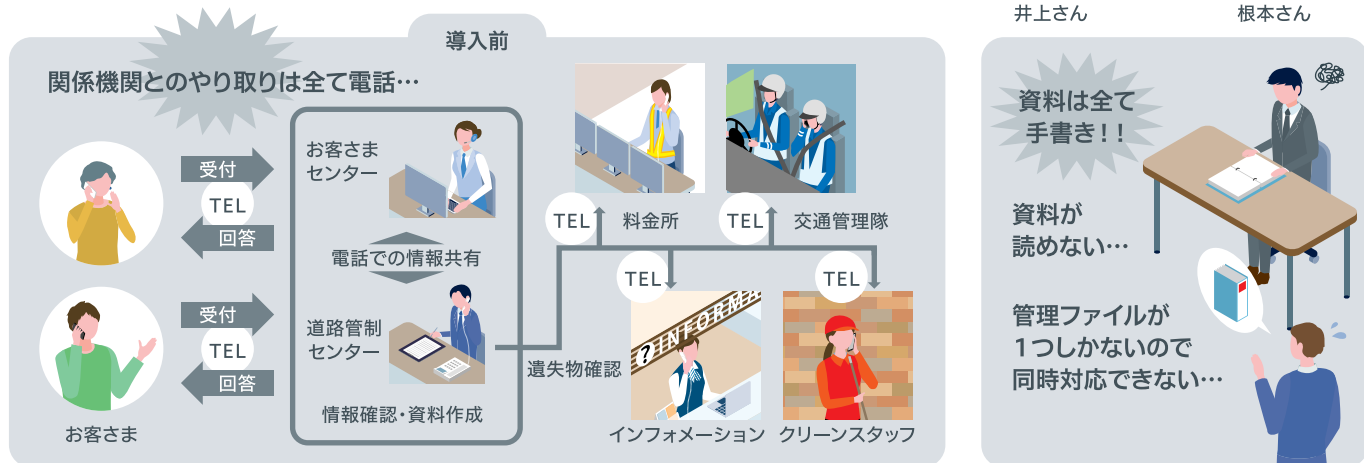 井上さん
根本さん
導入前
関係機関とのやり取りは全て電話…
受付
TEL
回答
受付
TEL
回答
お客さま
お客さま
センター
電話での情報共有
道路管制
センター
情報確認・資料作成
遺失物確認
TEL
料金所
TEL
交通管理隊
TEL
?INFORMA
インフォメーション
TEL
クリーンスタッフ
資料は全て
手書き!!
資料が
読めない…
管理ファイルが
1つしかないので
同時対応できない…